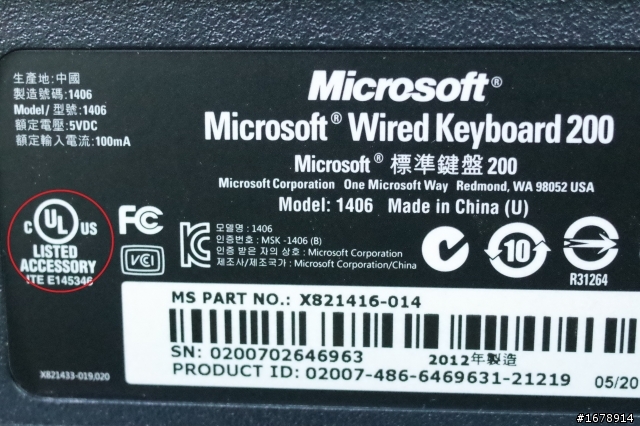 生產地:中國
製造號碼:1406
Model/ 型號:1406
額定電壓:5VDC
額定輸入電流:100mA
Microsoft®
Microsoft® Wired Keyboard 200
Microsoft® 標準鍵盤 200
Microsoft Corporation One Microsoft Way Redmond, WA 98052 USA
Model: 1406 Made in China (U)
C UL US
LISTED
ACCESSORY
ITE E145346
FC
VCI
모델명 : 1406
인증번호 : MSK -1406 (B)
인증 받은 자의 상호 : Microsoft Corporation
제조사/제조국가 : Microsoft Corporation/China
10
R31264
MS PART NO.: X821416-014
SN: 0200702646963
2012年製造
PRODUCT ID: 02007-486-6469631-21219
05/20
X821433-019,020
#1678914